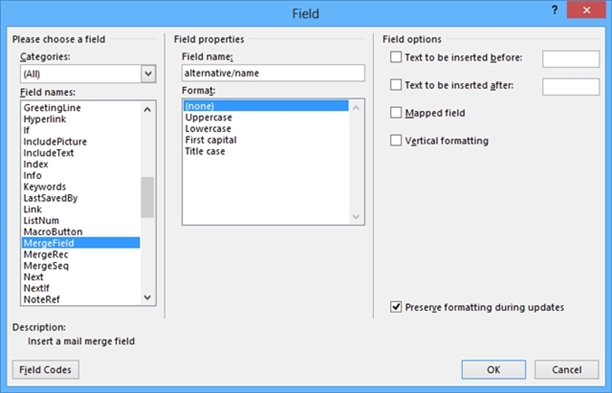 Field
?
Please choose a field
Categories:
(All)
Field names:
GreetingLine
Hyperlink
If
IncludePicture
IncludeText
Index
Info
Keywords
LastSavedBy
Link
ListNum
MacroButton
MergeField
MergeRec
MergeSeq
Next
NextIf
NoteRef
Field properties
Field name:
alternative/name
Format:
(none)
Uppercase
Lowercase
First capital
Title case
Field options
Text to be inserted before:
Text to be inserted after:
Mapped field
Vertical formatting
Preserve formatting during updates
Description:
Insert a mail merge field
Field Codes
OK
Cancel